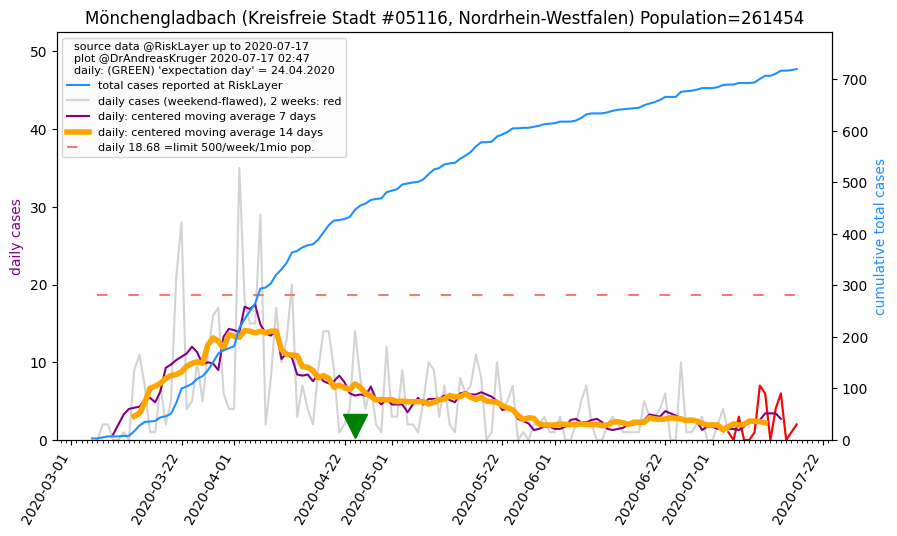 Mönchengladbach (Kreisfreie Stadt #05116, Nordrhein-Westfalen) Population=261454
source data @RiskLayer up to 2020-07-17
plot @DrAndreasKruger 2020-07-17 02:47
daily: (GREEN) 'expectation day' = 24.04.2020
total cases reported at RiskLayer
daily cases (weekend-flawed), 2 weeks: red
daily: centered moving average 7 days
daily: centered moving average 14 days
daily 18.68 =limit 500/week/1mio pop.
daily cases
50
40
30
20
10
0
cumulative total cases
700
600
500
400
300
200
100
0
2020-03-01
2020-03-22
2020-04-01
2020-04-22
2020-05-01
2020-05-22
2020-06-01
2020-06-22
2020-07-01
2020-07-22